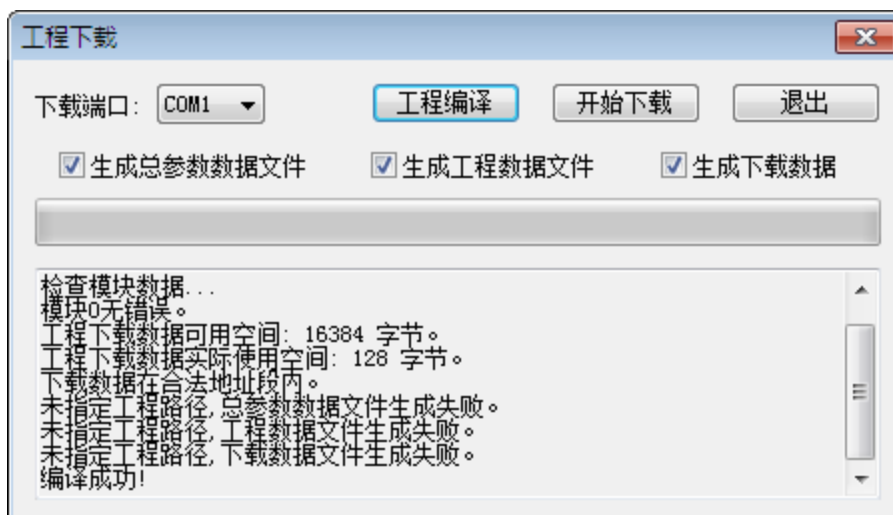 工程下载
下载端口: COM1 工程编译 开始下载 退出
生成总参数数据文件 生成工程数据文件 生成下载数据
检查模块数据...
模块0无错误。
工程下载数据可用空间: 16384 字节。
工程下载数据实际使用空间: 128 字节。
下载数据在合法地址段内。
未指定工程路径,总参数数据文件生成失败。
未指定工程路径,工程数据文件生成失败。
未指定工程路径,下载数据文件生成失败。
编译成功!